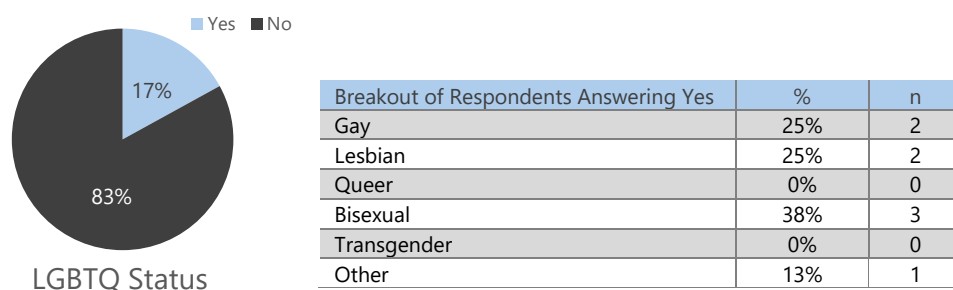 Yes No
17%
83%
LGBTQ Status
Breakout of Respondents Answering Yes % n
Gay 25% 2
Lesbian 25% 2
Queer 0% 0
Bisexual 38% 3
Transgender 0% 0
Other 13% 1